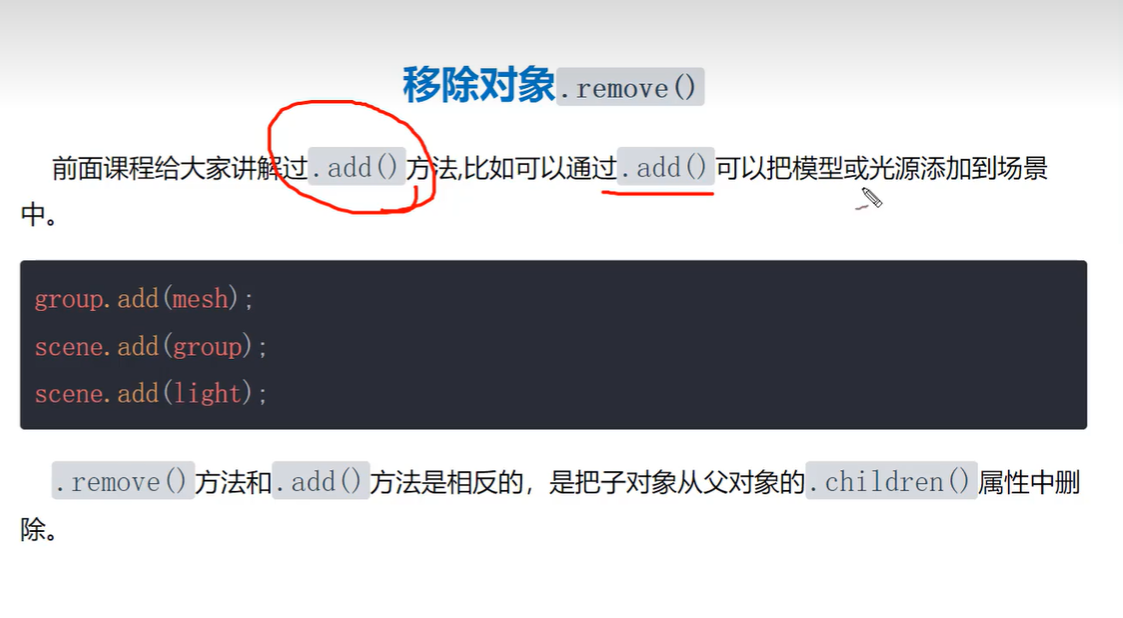 移除对象.remove()
前面课程给大家讲解过.add()方法,比如可以通过.add()可以把模型或光源添加到场景
中。
group.add(mesh);
scene.add(group);
scene.add(light);
.remove()方法和.add()方法是相反的，是把子对象从父对象的.children()属性中删
除。